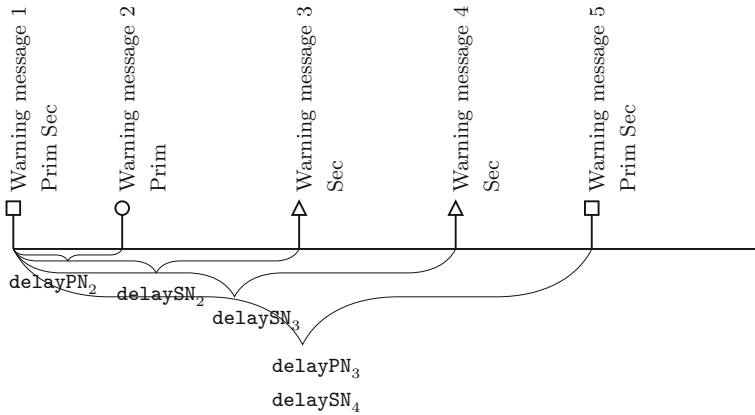 Warning message 1
Prim Sec
Warning message 2
Prim
Warning message 3
Sec
Warning message 4
Sec
Warning message 5
Prim Sec
delayPN₂
delaySN₂
delaySN₃
delayPN₃
delaySN₄